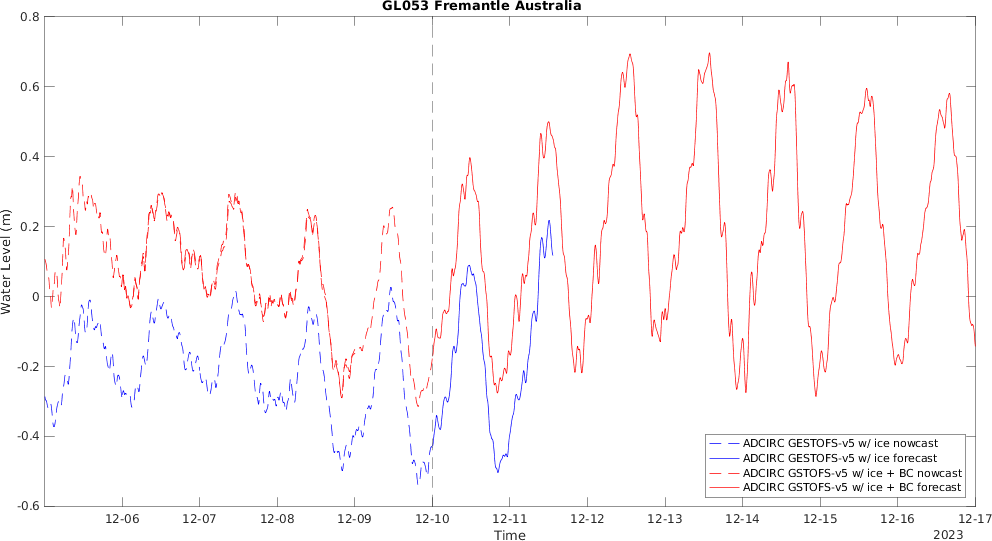 GL053 Fremantle Australia
0.8
0.6
0.4
0.2
0
-0.2
-0.4
-0.6
Water Level (m)
12-06 12-07 12-08 12-09 12-10 12-11 12-12 12-13 12-14 12-15 12-16 12-17
Time
2023
ADCIRC GESTOFS-v5 w/ ice nowcast
ADCIRC GESTOFS-v5 w/ ice forecast
ADCIRC GSTOFS-v5 w/ ice + BC nowcast
ADCIRC GSTOFS-v5 w/ ice + BC forecast